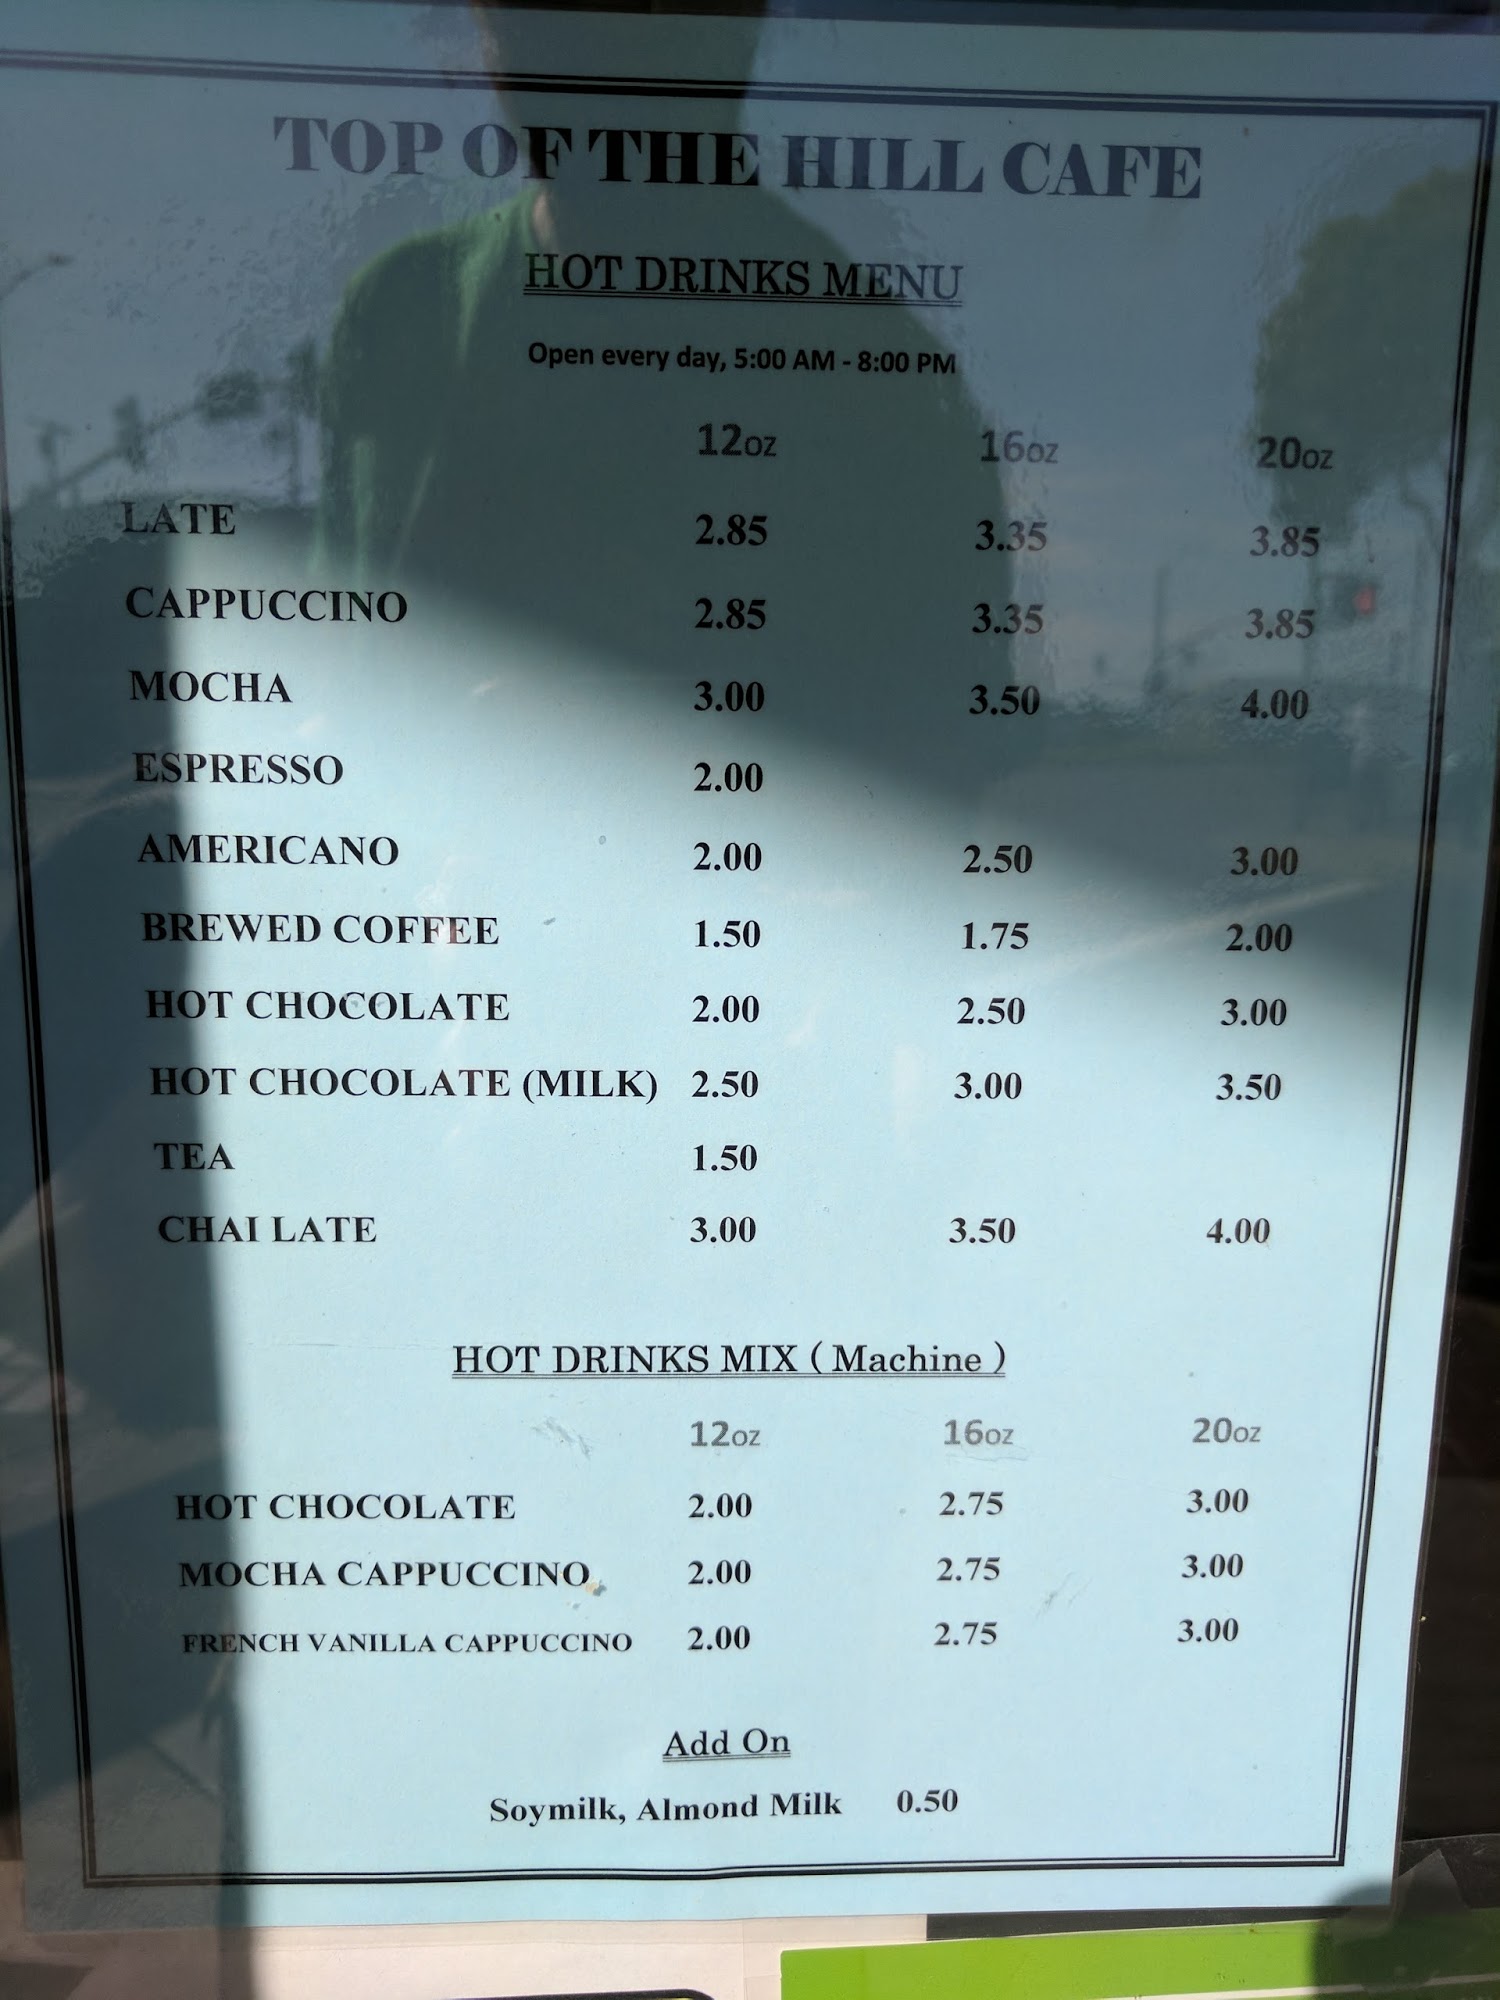 TOP OF THE HILL CAFE
HOT DRINKS MENU
Open every day, 5:00 AM - 8:00 PM
12oz 16oz 20oz
LATE 2.85 3.35 3.85
CAPPUCCINO 2.85 3.35 3.85
MOCHA 3.00 3.50 4.00
ESPRESSO 2.00
AMERICANO 2.00 2.50 3.00
BREWED COFFEE 1.50 1.75 2.00
HOT CHOCOLATE 2.00 2.50 3.00
HOT CHOCOLATE (MILK) 2.50 3.00 3.50
TEA 1.50
CHAI LATE 3.00 3.50 4.00
HOT DRINKS MIX ( Machine )
12oz 16oz 20oz
HOT CHOCOLATE 2.00 2.75 3.00
MOCHA CAPPUCCINO 2.00 2.75 3.00
FRENCH VANILLA CAPPUCCINO 2.00 2.75 3.00
Add On
Soymilk, Almond Milk 0.50